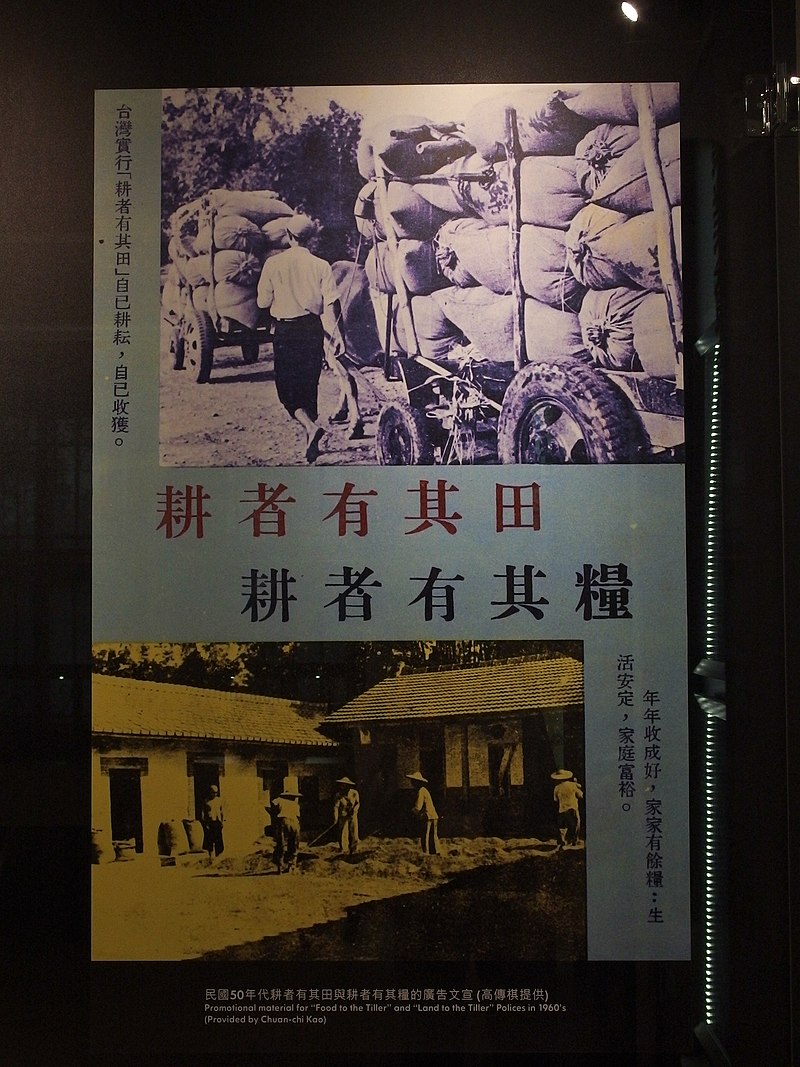 台灣實行「耕者有其田」自己耕耘，自己收獲。
耕者有其田
耕者有其糧
年年收成好，家家有餘糧：生
活安定，家庭富裕。
民國50年代耕者有其田與耕者有其糧的廣告文宣 (高傳棋提供)
Promotional material for "Food to the Tiller" and "Land to the Tiller" Polices in 1960's
(Provided by Chuan-chi Kao)